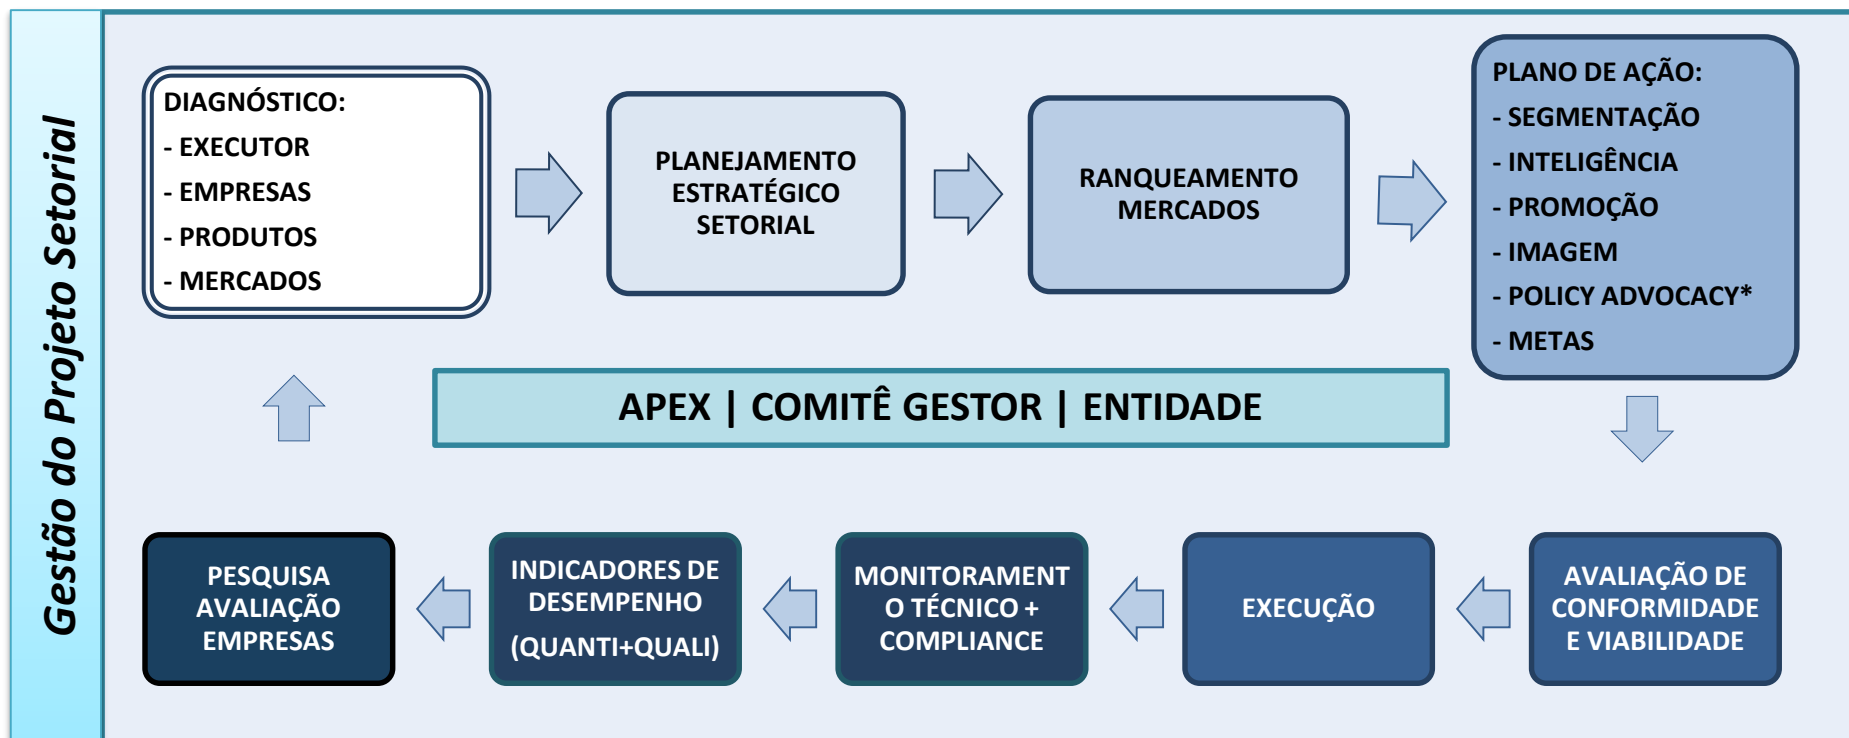 Gestão do Projeto Setorial
DIAGNÓSTICO:
- EXECUTOR
- EMPRESAS
- PRODUTOS
- MERCADOS
PLANEJAMENTO
ESTRATÉGICO
SETORIAL
RANQUEAMENTO
MERCADOS
PLANO DE AÇÃO:
- SEGMENTAÇÃO
- INTELIGÊNCIA
- PROMOÇÃO
- IMAGEM
- POLICY ADVOCACY*
- METAS
APEX | COMITÊ GESTOR | ENTIDADE
PESQUISA
AVALIAÇÃO
EMPRESAS
INDICADORES DE
DESEMPENHO
(QUANTI+QUALI)
MONITORAMENT
O TÉCNICO +
COMPLIANCE
EXECUÇÃO
AVALIAÇÃO DE
CONFORMIDADE
E VIABILIDADE